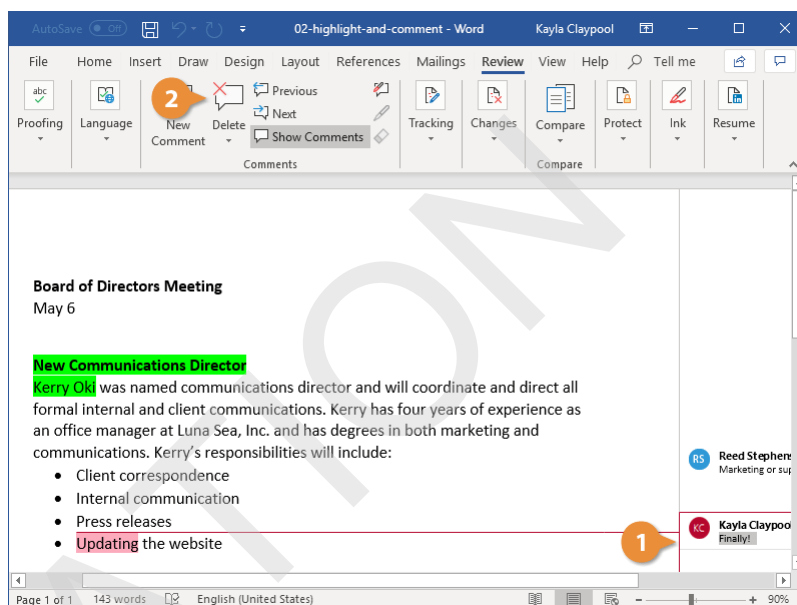 AutoSave Off 02-highlight-and-comment - Word Kayla Claypool
File Home Insert Draw Design Layout References Mailings Review View Help Tell me
abc
2
Previous
Next
Show Comments
Proofing Language New Comment Delete Tracking Changes Compare Protect Ink Resume
Comments Compare
Board of Directors Meeting
May 6
New Communications Director
Kerry Oki was named communications director and will coordinate and direct all
formal internal and client communications. Kerry has four years of experience as
an office manager at Luna Sea, Inc. and has degrees in both marketing and
communications. Kerry’s responsibilities will include:
• Client correspondence
• Internal communication
• Press releases
• Updating the website
RS Reed Stephens
Marketing or sup
1
KC Kayla Claypool
Finally!
ATION
Page 1 of 1 143 words English (United States) 90%